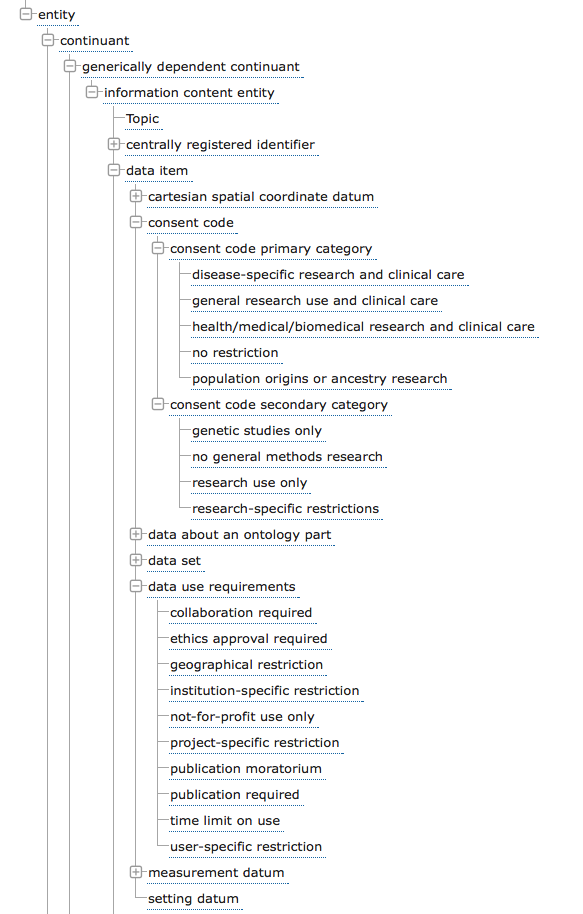 entity
continuant
generically dependent continuant
information content entity
Topic
centrally registered identifier
data item
cartesian spatial coordinate datum
consent code
consent code primary category
disease-specific research and clinical care
general research use and clinical care
health/medical/biomedical research and clinical care
no restriction
population origins or ancestry research
consent code secondary category
genetic studies only
no general methods research
research use only
research-specific restrictions
data about an ontology part
data set
data use requirements
collaboration required
ethics approval required
geographical restriction
institution-specific restriction
not-for-profit use only
project-specific restriction
publication moratorium
publication required
time limit on use
user-specific restriction
measurement datum
setting datum